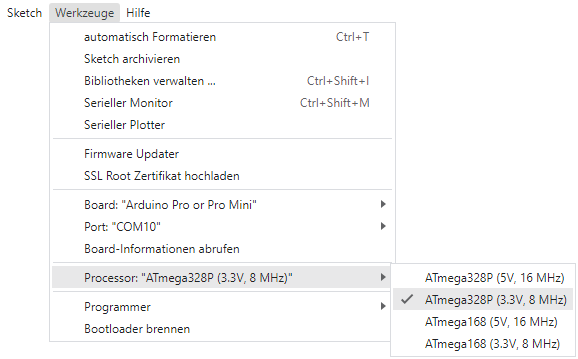 Sketch Werkzeuge Hilfe
automatisch Formatieren Ctrl+T
Sketch archivieren
Bibliotheken verwalten ... Ctrl+Shift+I
Serieller Monitor Ctrl+Shift+M
Serieller Plotter
Firmware Updater
SSL Root Zertifikat hochladen
Board: "Arduino Pro or Pro Mini"
Port: "COM10"
Board-Informationen abrufen
Processor: "ATmega328P (3.3V, 8 MHz)"
Programmer
Bootloader brennen
ATmega328P (5V, 16 MHz)
ATmega328P (3.3V, 8 MHz)
ATmega168 (5V, 16 MHz)
ATmega168 (3.3V, 8 MHz)